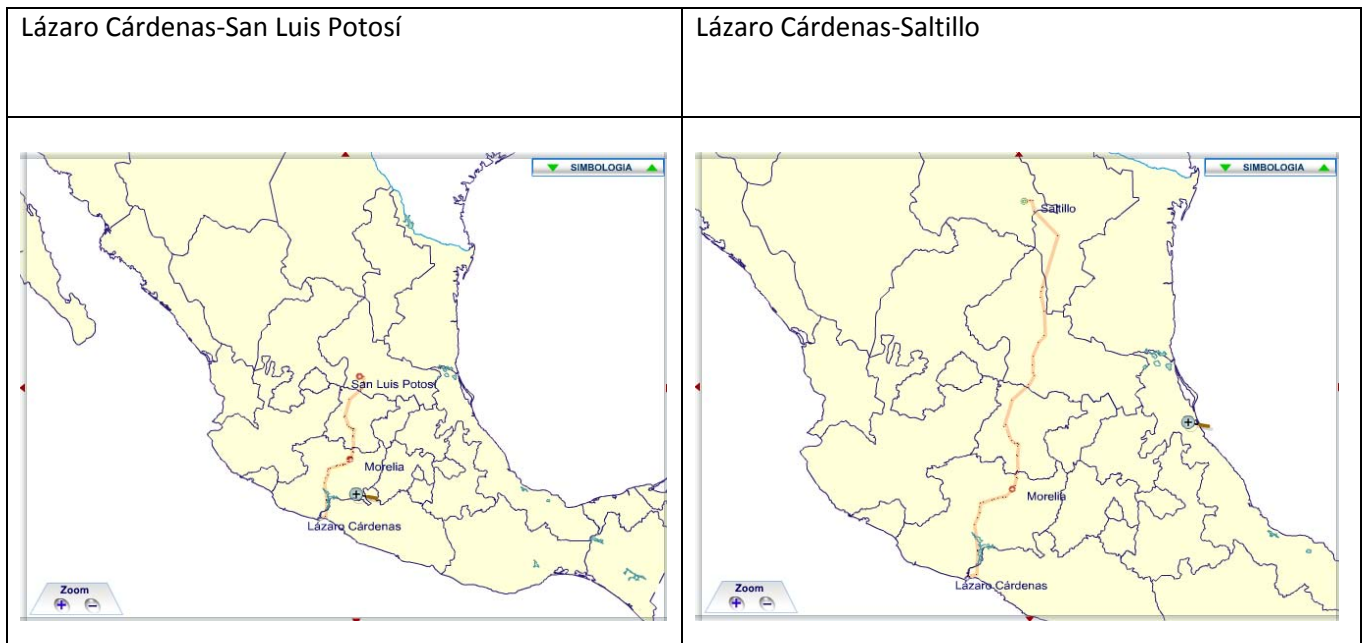 Lázaro Cárdenas-San Luis Potosí
Lázaro Cárdenas-Saltillo
SIMBOLOGIA
San Luis Potosí
Morelia
Lázaro Cárdenas
Zoom
SIMBOLOGIA
Saltillo
Morelia
Lázaro Cárdenas
Zoom